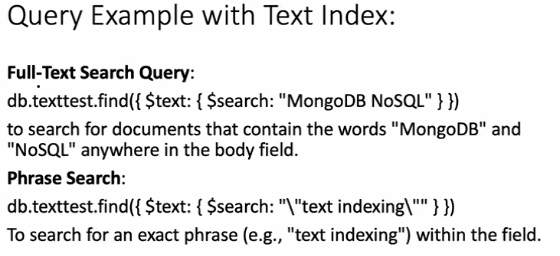 Query Example with Text Index:
Full-Text Search Query:
db.texttest.find({ $text: { $search: "MongoDB NoSQL" } })
to search for documents that contain the words "MongoDB" and
"NoSQL" anywhere in the body field.
Phrase Search:
db.texttest.find({ $text: { $search: "\"text indexing\"" } })
To search for an exact phrase (e.g., "text indexing") within the field.